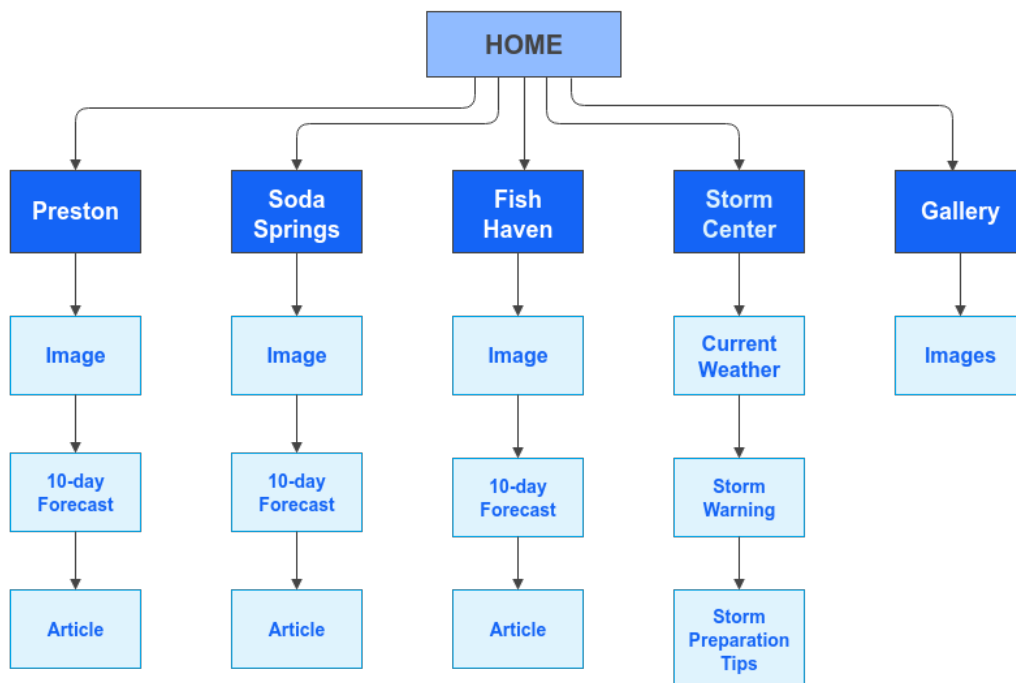 HOME
Preston
Soda
Springs
Fish
Haven
Storm
Center
Gallery
Image
Image
Image
Current
Weather
Images
10-day
Forecast
10-day
Forecast
10-day
Forecast
Storm
Warning
Article
Article
Article
Storm
Preparation
Tips